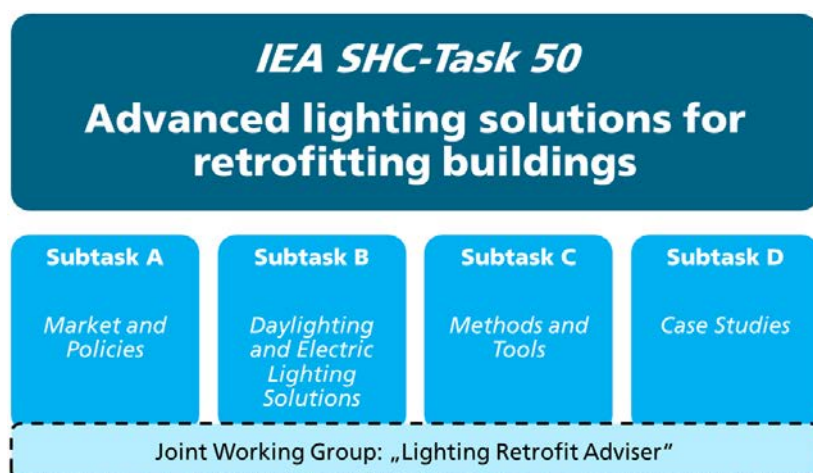 IEA SHC-Task 50
Advanced lighting solutions for
retrofitting buildings
Subtask A
Market and
Policies
Subtask B
Daylighting
and Electric
Lighting
Solutions
Subtask C
Methods and
Tools
Subtask D
Case Studies
Joint Working Group: „Lighting Retrofit Adviser“